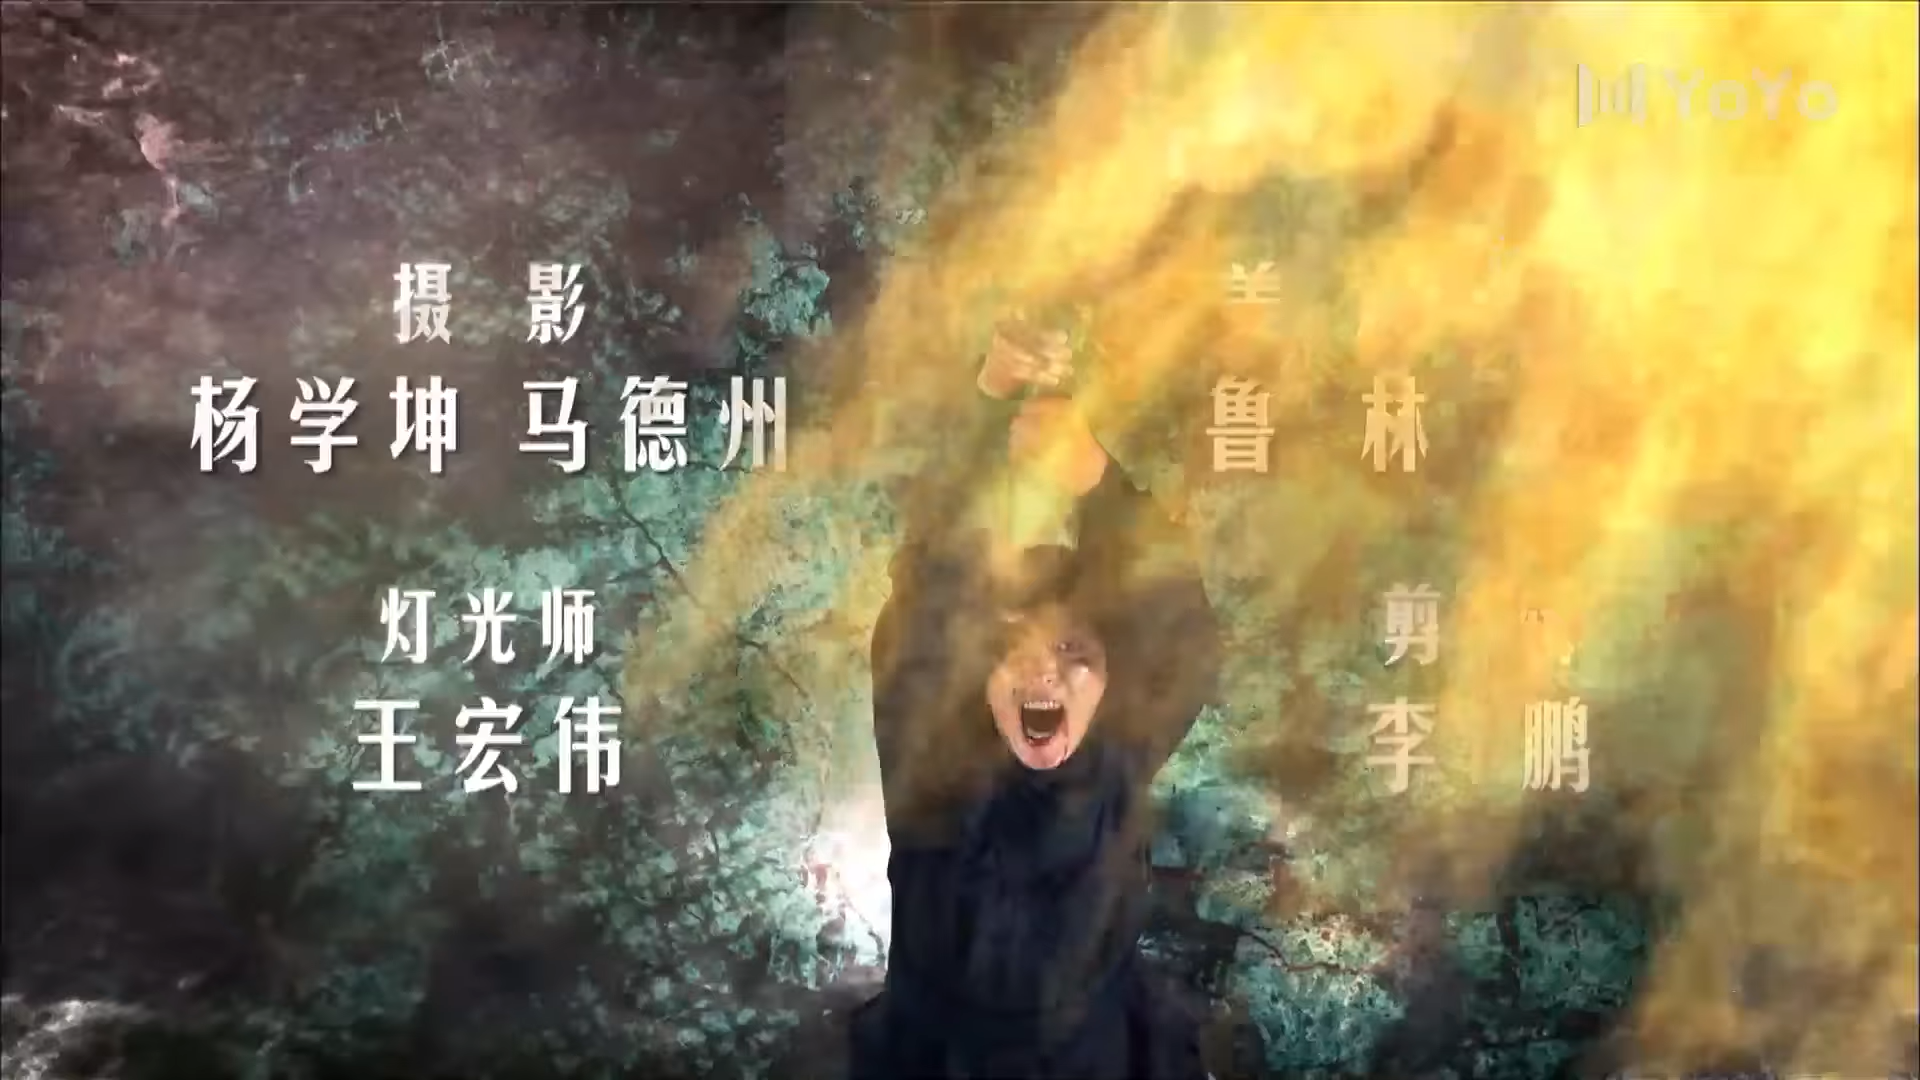 YoYo
摄 影
杨学坤 马德州
鲁 林
灯光师
王宏伟
剪
李 鹏